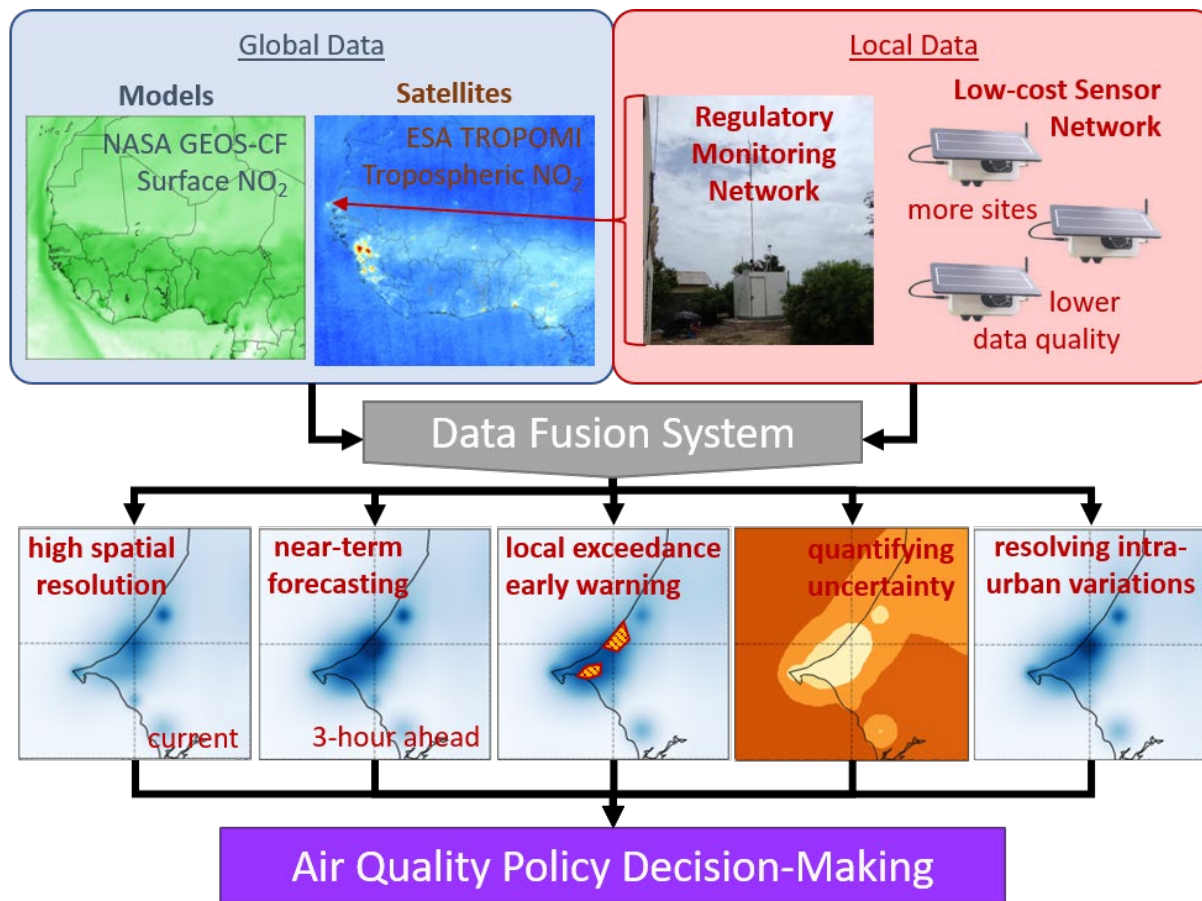 Global Data
Models
NASA GEOS-CF
Surface NO₂
Satellites
ESA TROPOMI
Tropospheric NO₂
Local Data
Regulatory
Monitoring
Network
Low-cost Sensor
Network
more sites
lower
data quality
Data Fusion System
high spatial
resolution
current
near-term
forecasting
3-hour ahead
local exceedance
early warning
quantifying
uncertainty
resolving intra-
urban variations
Air Quality Policy Decision-Making